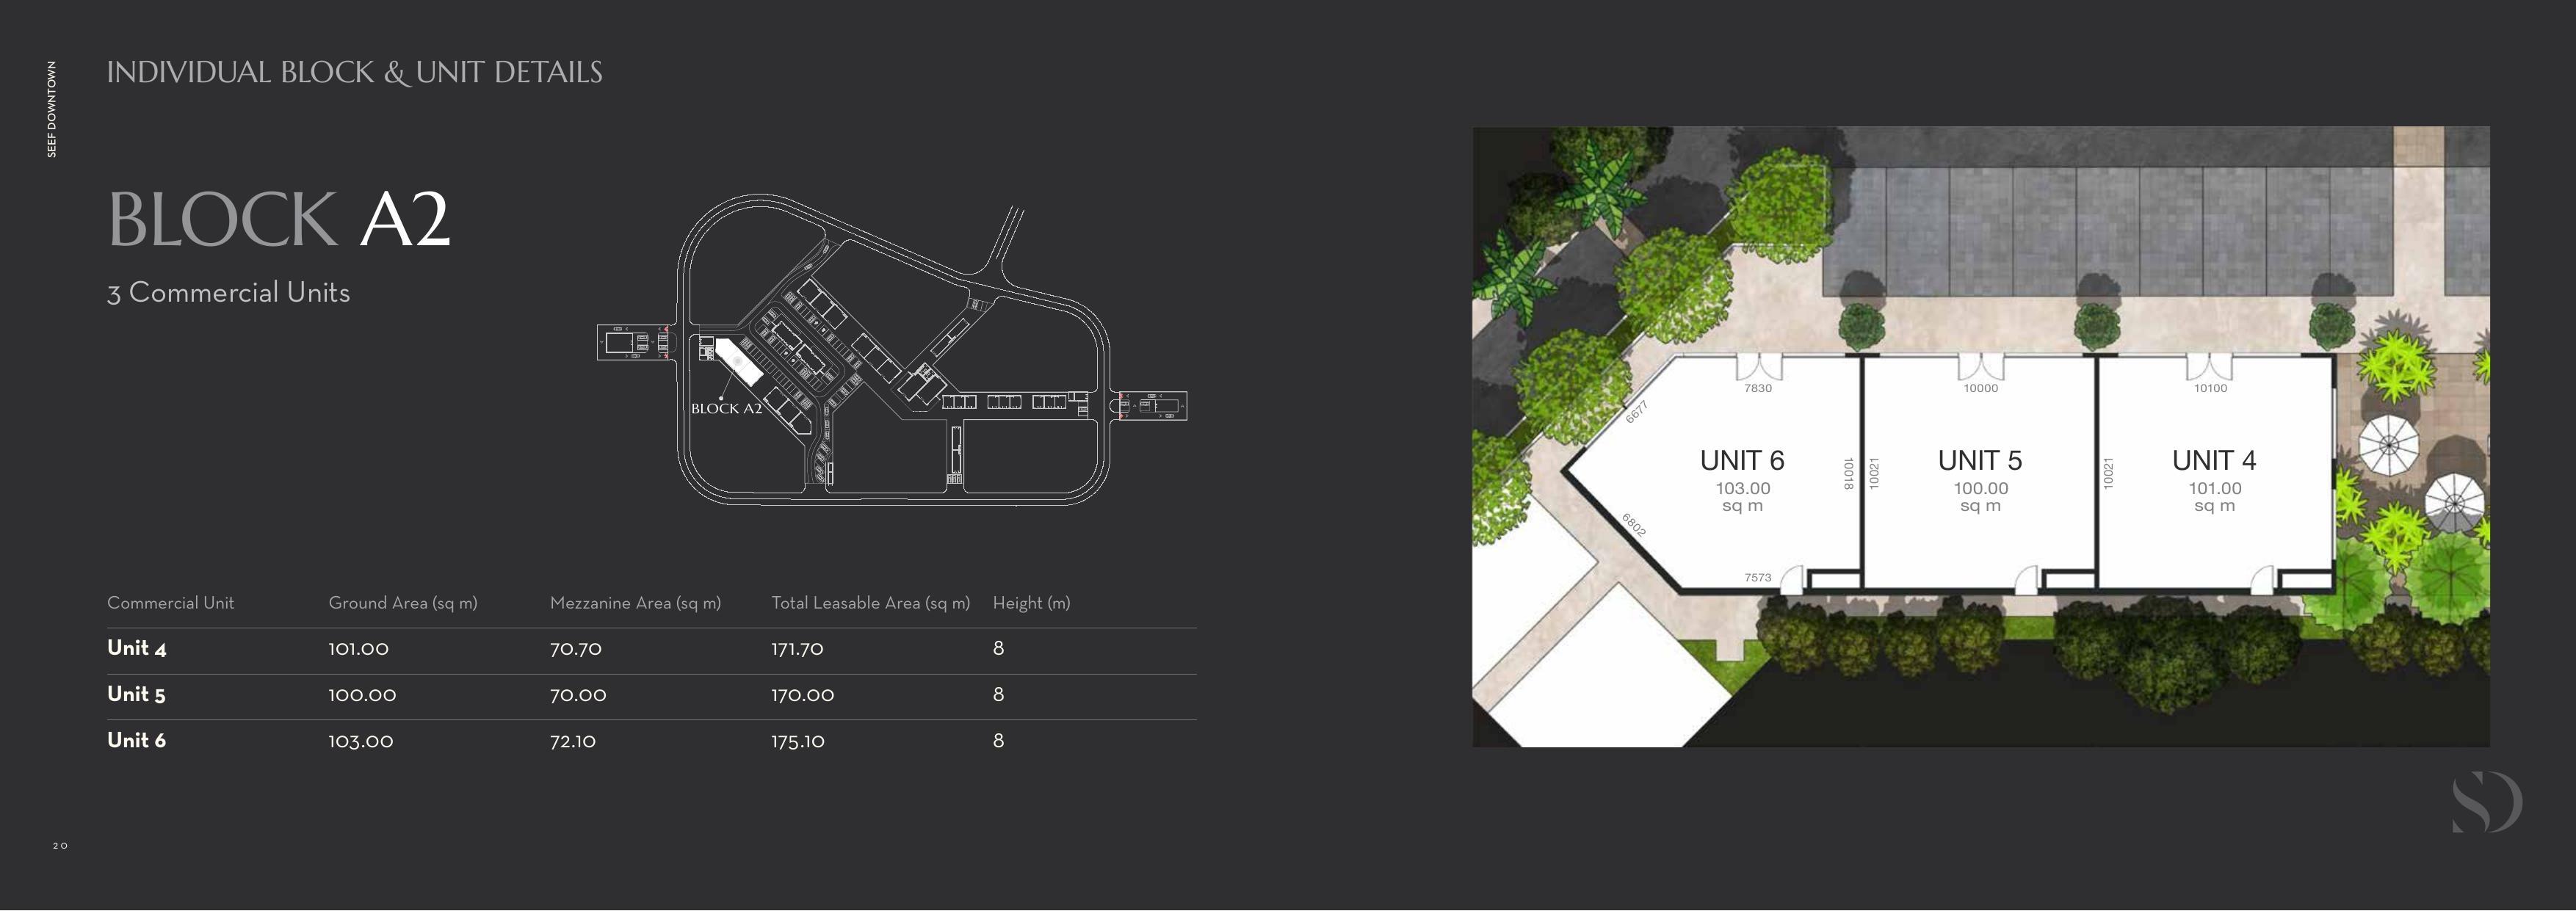 SEEF DOWNTOWN
INDIVIDUAL BLOCK & UNIT DETAILS
BLOCK A2
3 Commercial Units
BLOCK A2
Commercial Unit Ground Area (sq m) Mezzanine Area (sq m) Total Leasable Area (sq m) Height (m)
Unit 4 101.00 70.70 171.70 8
Unit 5 100.00 70.00 170.00 8
Unit 6 103.00 72.10 175.10 8
20
7830 10000 10100
6677
UNIT 6
103.00
sq m
10018
10021
UNIT 5
100.00
sq m
10021
UNIT 4
101.00
sq m
6802
7573
SD